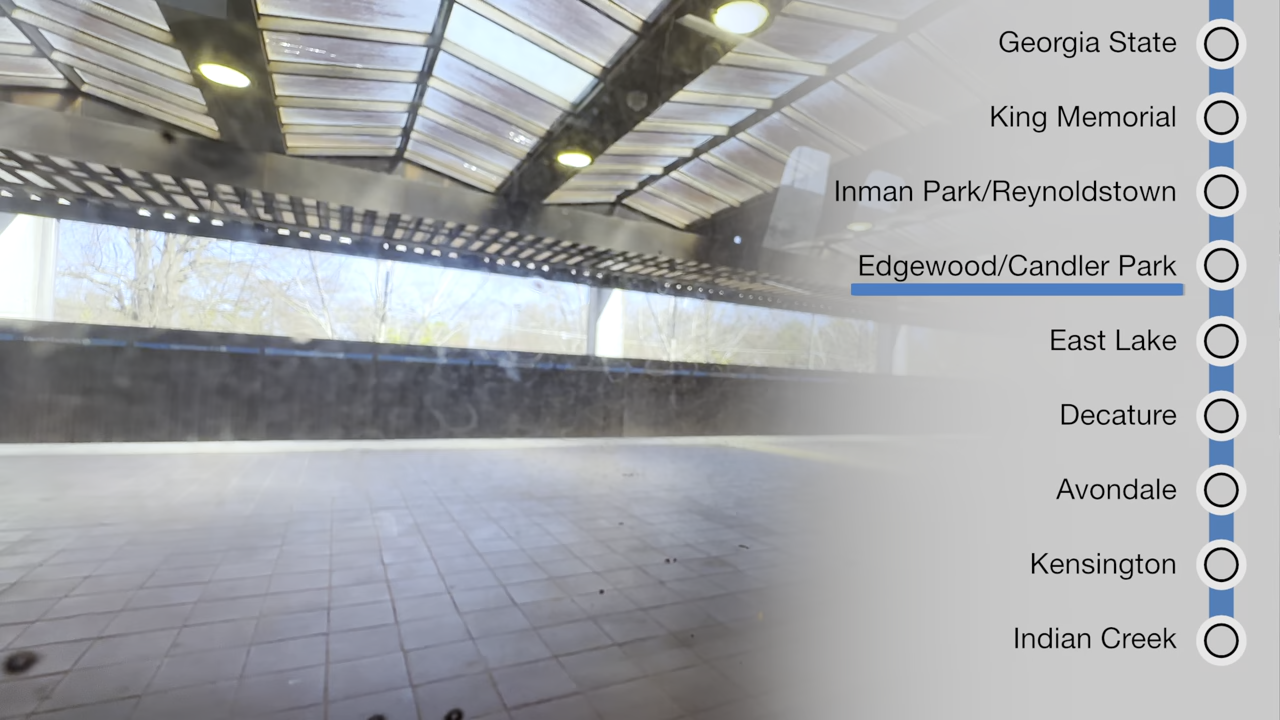 Georgia State
King Memorial
Inman Park/Reynoldstown
Edgewood/Candler Park
East Lake
Decature
Avondale
Kensington
Indian Creek